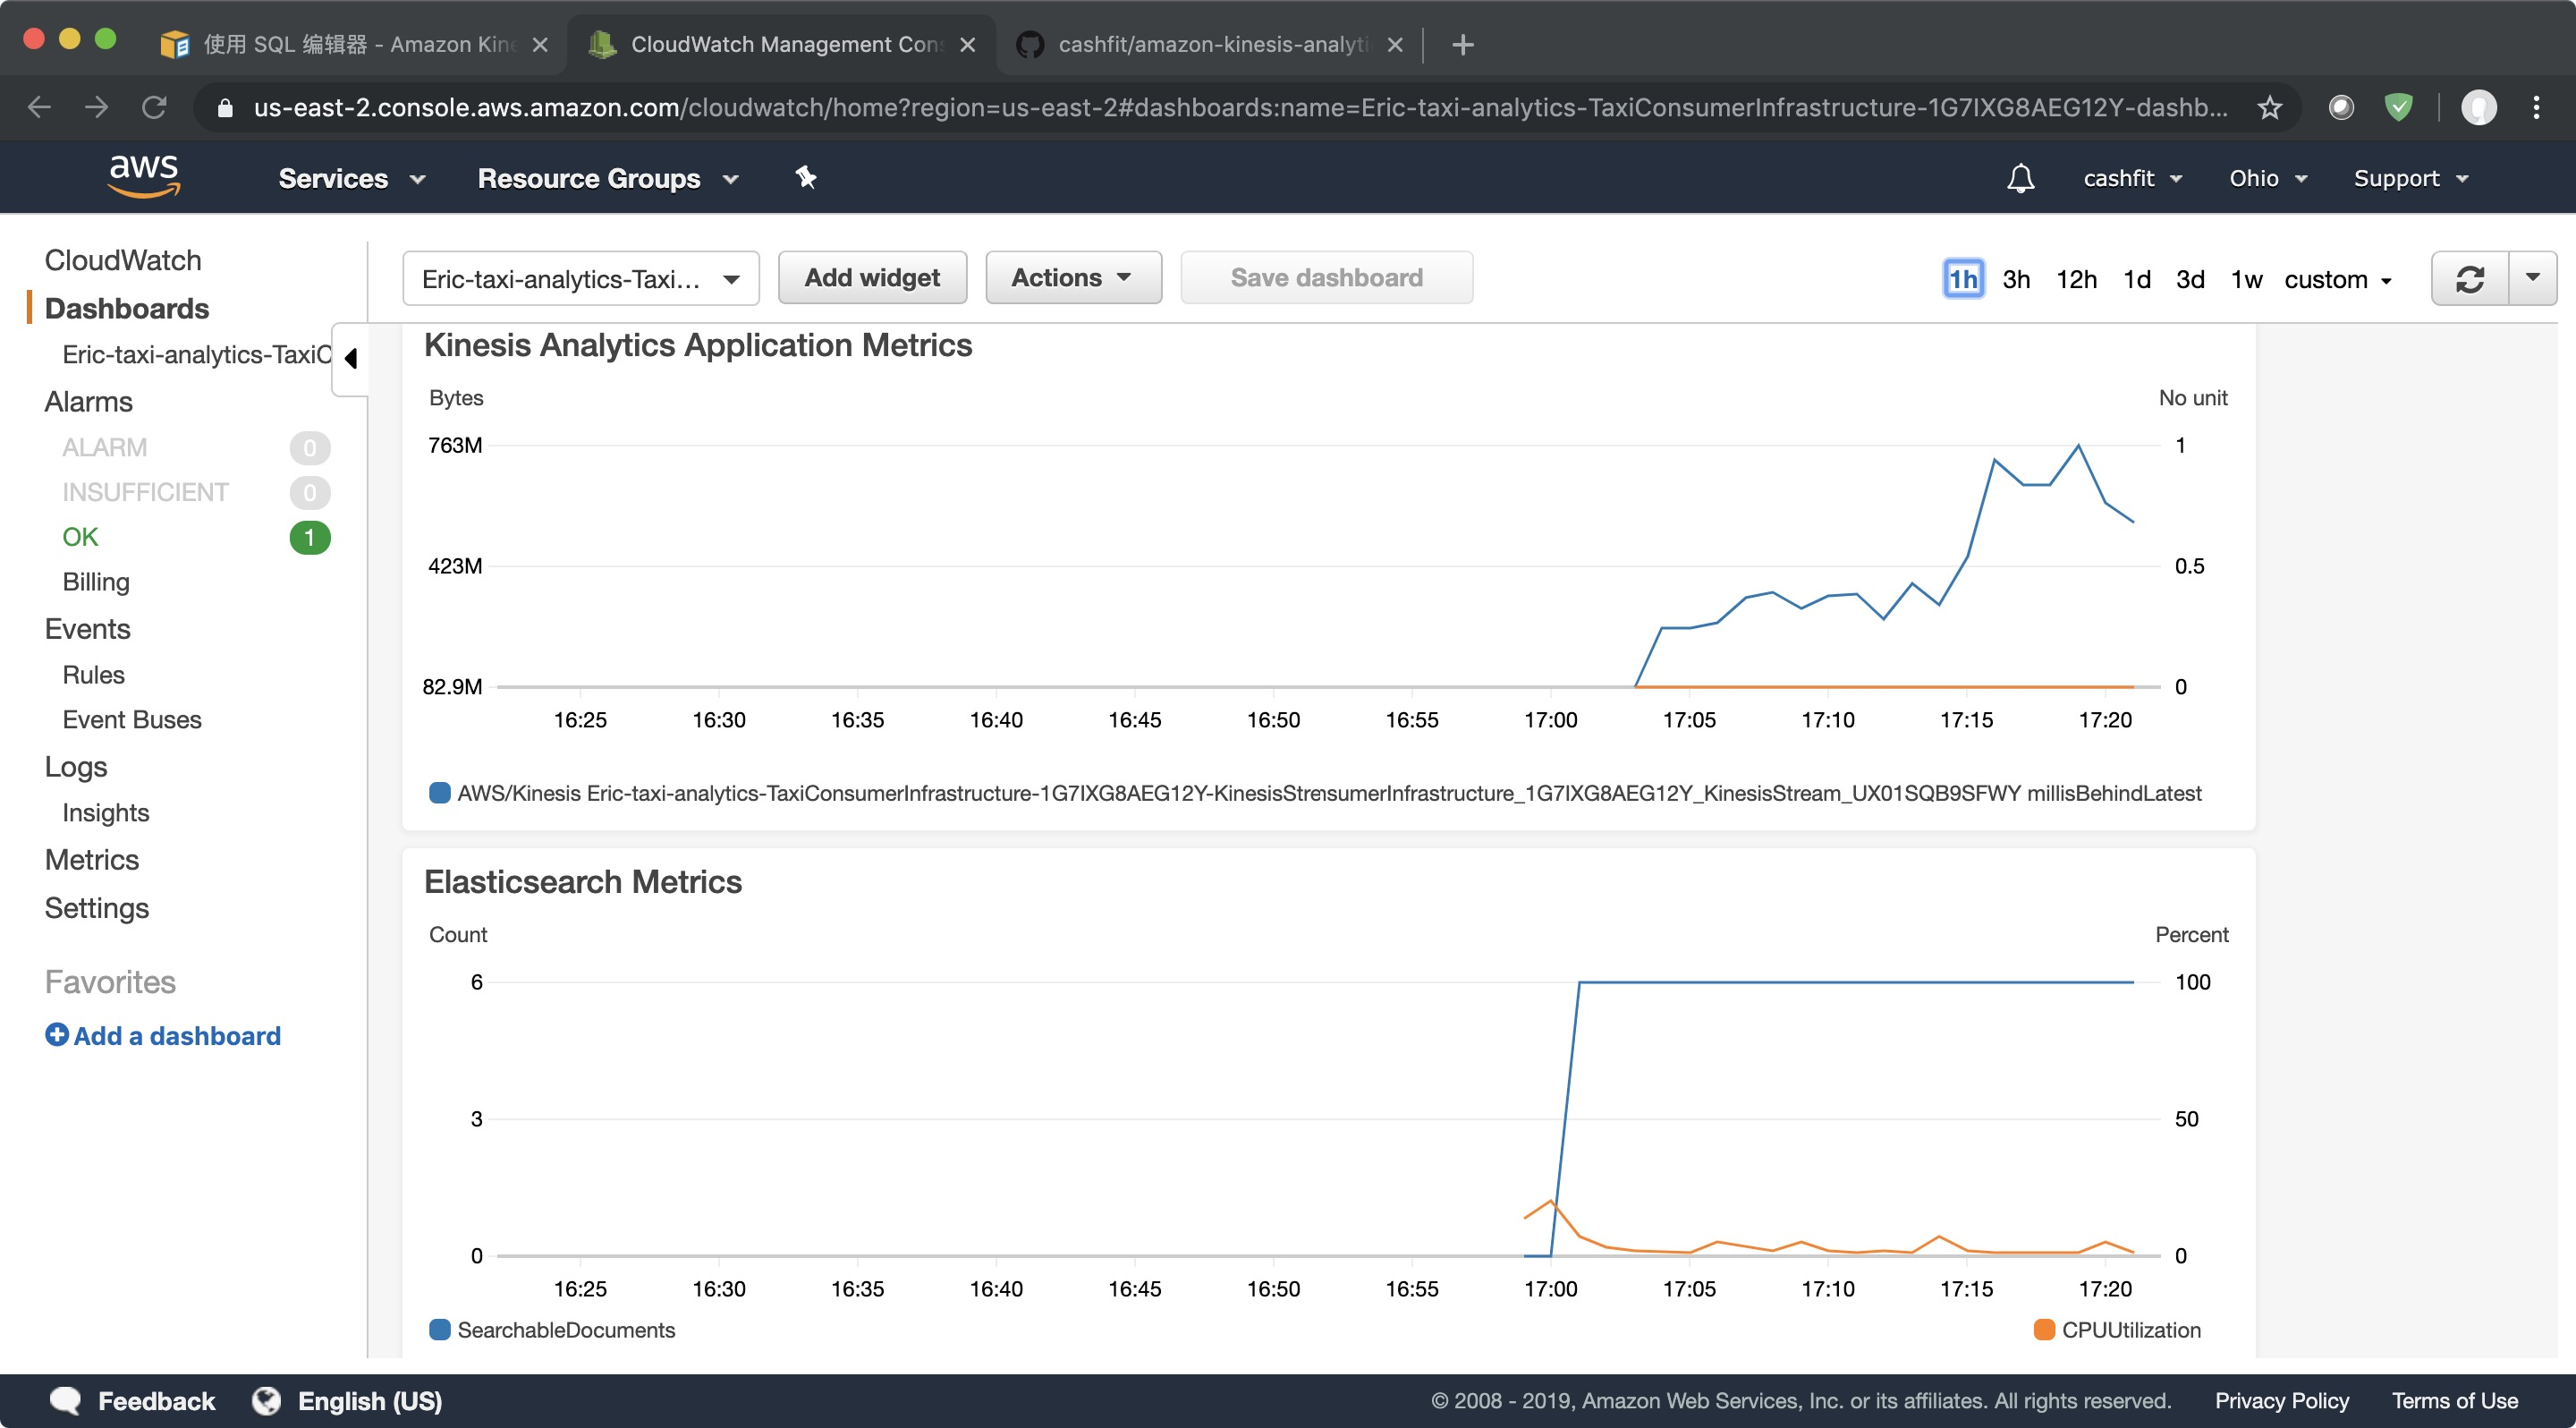 使用 SQL 编辑器 - Amazon Kine
CloudWatch Management Cons
cashfit/amazon-kinesis-analyti
us-east-2.console.aws.amazon.com/cloudwatch/home?region=us-east-2#dashboards:name=Eric-taxi-analytics-TaxiConsumerInfrastructure-1G7IXG8AEG12Y-dashb...
aws Services Resource Groups cashfit Ohio Support
CloudWatch
Dashboards
Eric-taxi-analytics-TaxiC
Alarms
ALARM 0
INSUFFICIENT 0
OK 1
Billing
Events
Rules
Event Buses
Logs
Insights
Metrics
Settings
Favorites
Add a dashboard
Eric-taxi-analytics-Taxi... Add widget Actions Save dashboard 1h 3h 12h 1d 3d 1w custom
Kinesis Analytics Application Metrics
Bytes No unit
763M 1
423M 0.5
82.9M 0
16:25 16:30 16:35 16:40 16:45 16:50 16:55 17:00 17:05 17:10 17:15 17:20
AWS/Kinesis Eric-taxi-analytics-TaxiConsumerInfrastructure-1G7IXG8AEG12Y-KinesisStrensumerInfrastructure_1G7IXG8AEG12Y_KinesisStream_UX01SQB9SFWY millisBehindLatest
Elasticsearch Metrics
Count Percent
6 100
3 50
0 0
16:25 16:30 16:35 16:40 16:45 16:50 16:55 17:00 17:05 17:10 17:15 17:20
SearchableDocuments CPUUtilization
Feedback English (US) © 2008 - 2019, Amazon Web Services, Inc. or its affiliates. All rights reserved. Privacy Policy Terms of Use